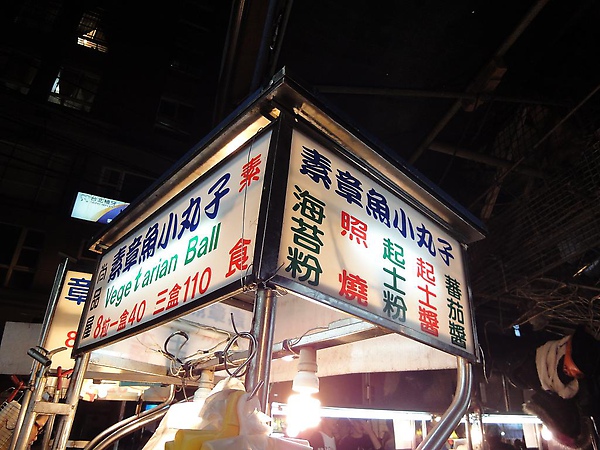 素章魚小丸子
Vegetarian Ball
8粒一盒40 三盒110
素食
素章魚小丸子
海苔粉
照燒
起士粉
起士醬
蕃茄醬
章
8